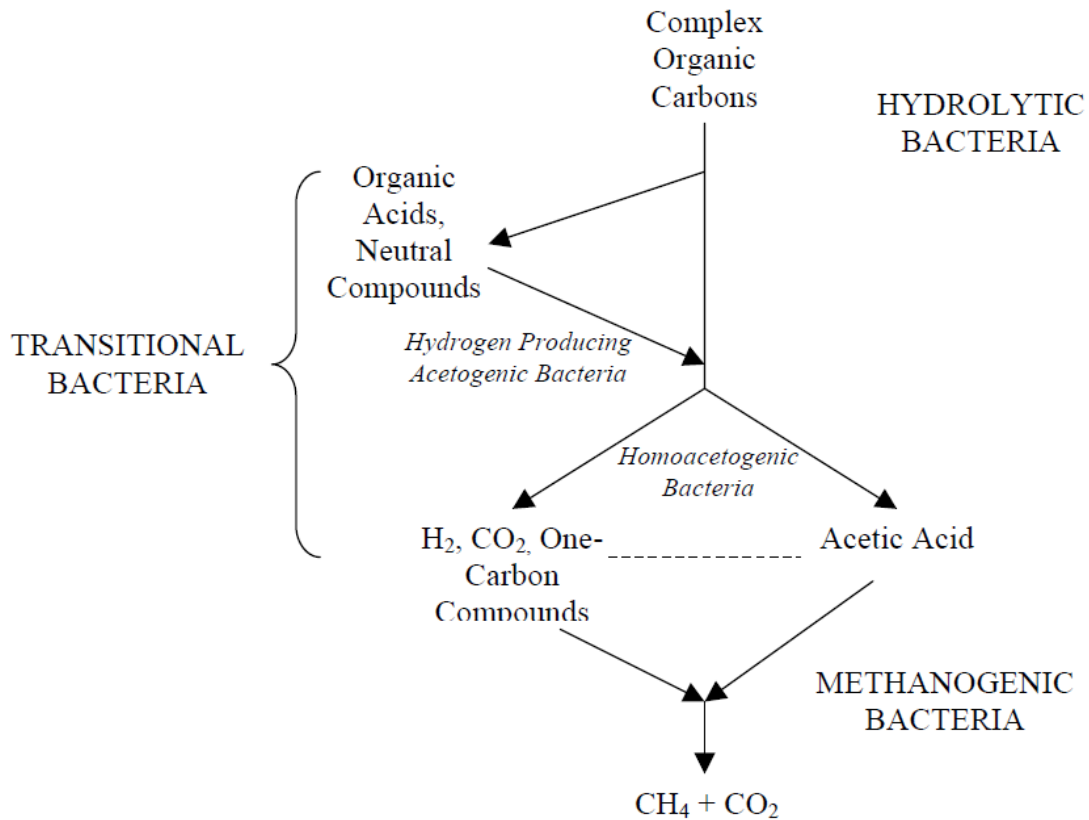 Complex
Organic
Carbons
HYDROLYTIC
BACTERIA
Organic
Acids,
Neutral
Compounds
TRANSITIONAL
BACTERIA
Hydrogen Producing
Acetogenic Bacteria
Homoacetogenic
Bacteria
H₂, CO₂, One-
Carbon
Compounds
Acetic Acid
METHANOGENIC
BACTERIA
CH₄ + CO₂